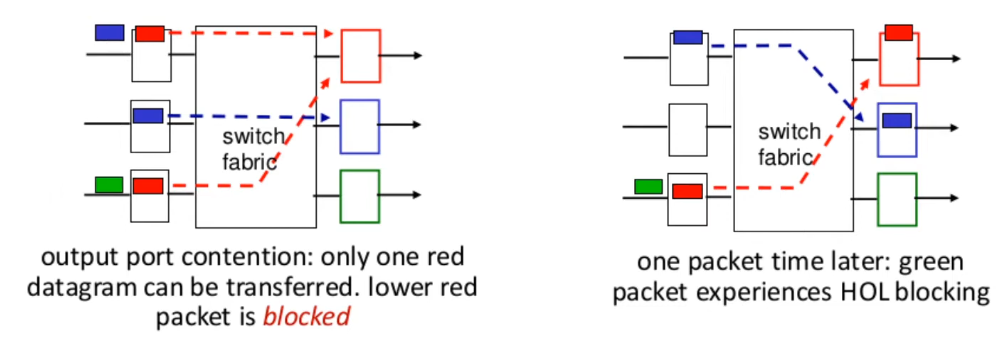 switch
fabric
output port contention: only one red
datagram can be transferred. lower red
packet is blocked
switch
fabric
one packet time later: green
packet experiences HOL blocking